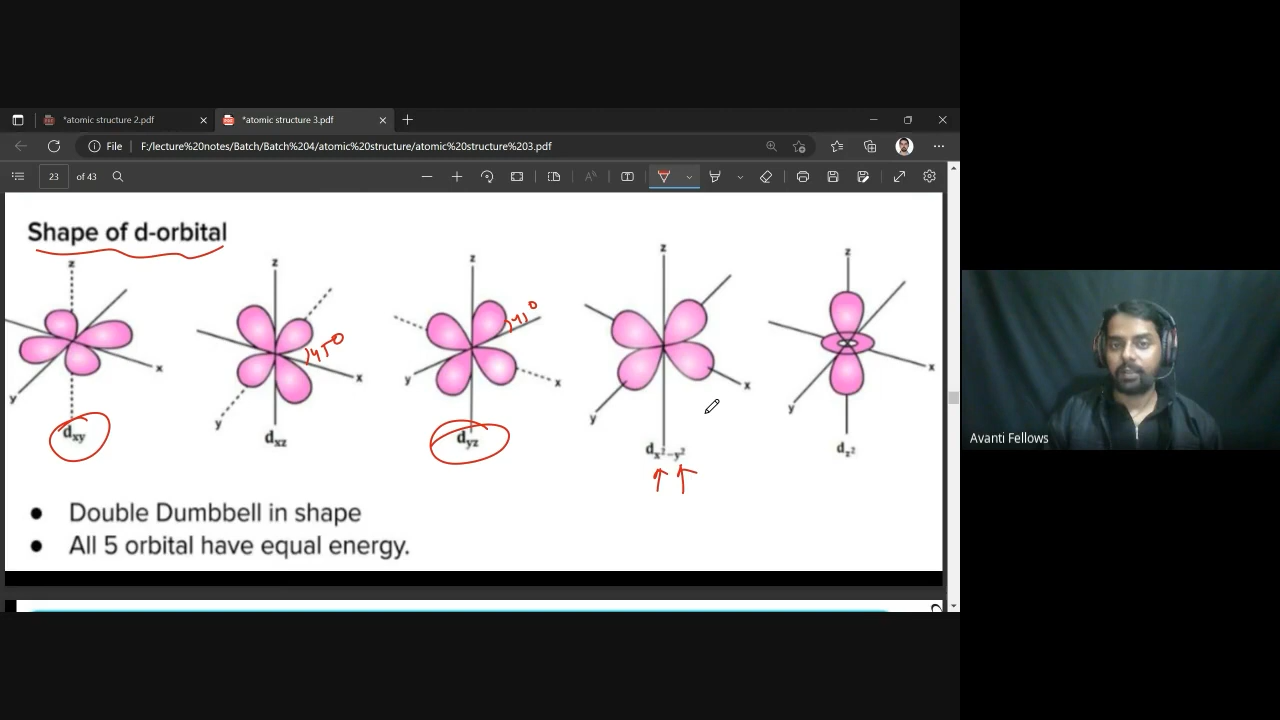 *atomic structure 2.pdf
*atomic structure 3.pdf
File F:/lecture%20notes/Batch/Batch%204/atomic%20structure/atomic%20structure%203.pdf
23 of 43
Shape of d-orbital
z x y
dxy
z x y
45°
dxz
z x y
45°
dyz
z x y
dx²-y²
z x y
dz²
● Double Dumbbell in shape
● All 5 orbital have equal energy.
Avanti Fellows